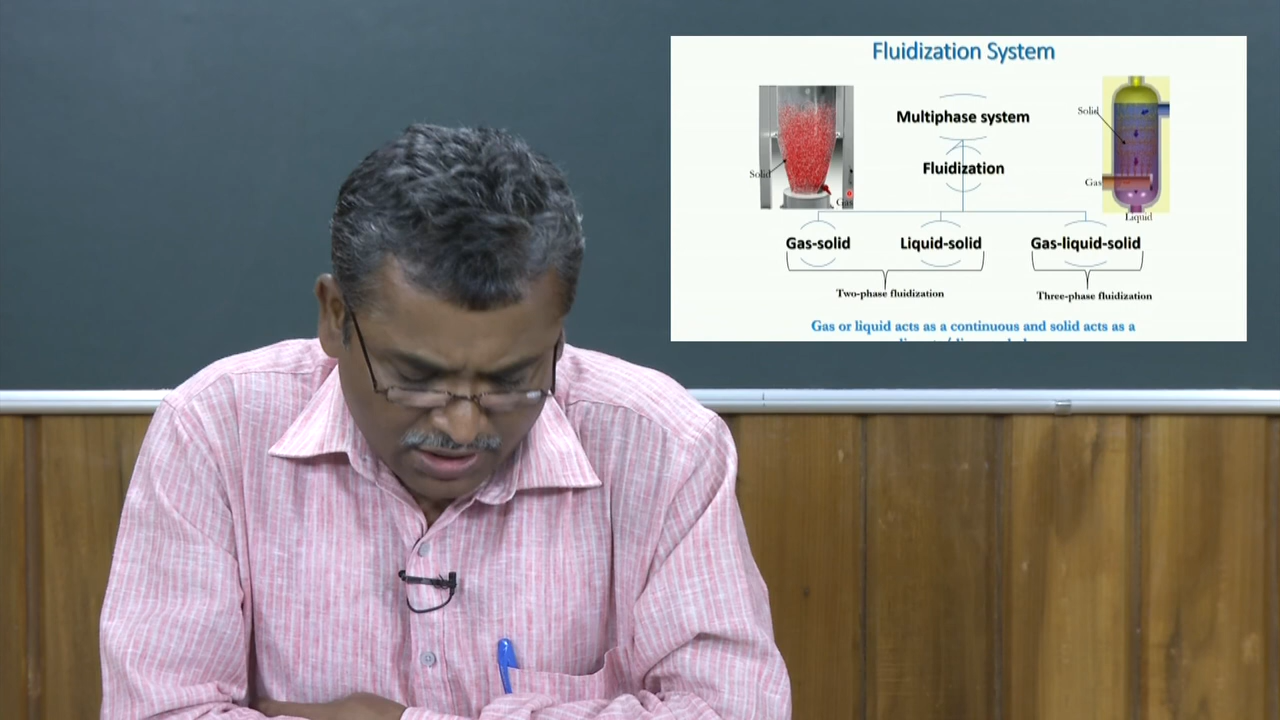 Fluidization System
Multiphase system
Solid
Fluidization
Solid
Gas
Gas
Liquid
Gas-solid Liquid-solid Gas-liquid-solid
Two-phase fluidization Three-phase fluidization
Gas or liquid acts as a continuous and solid acts as a